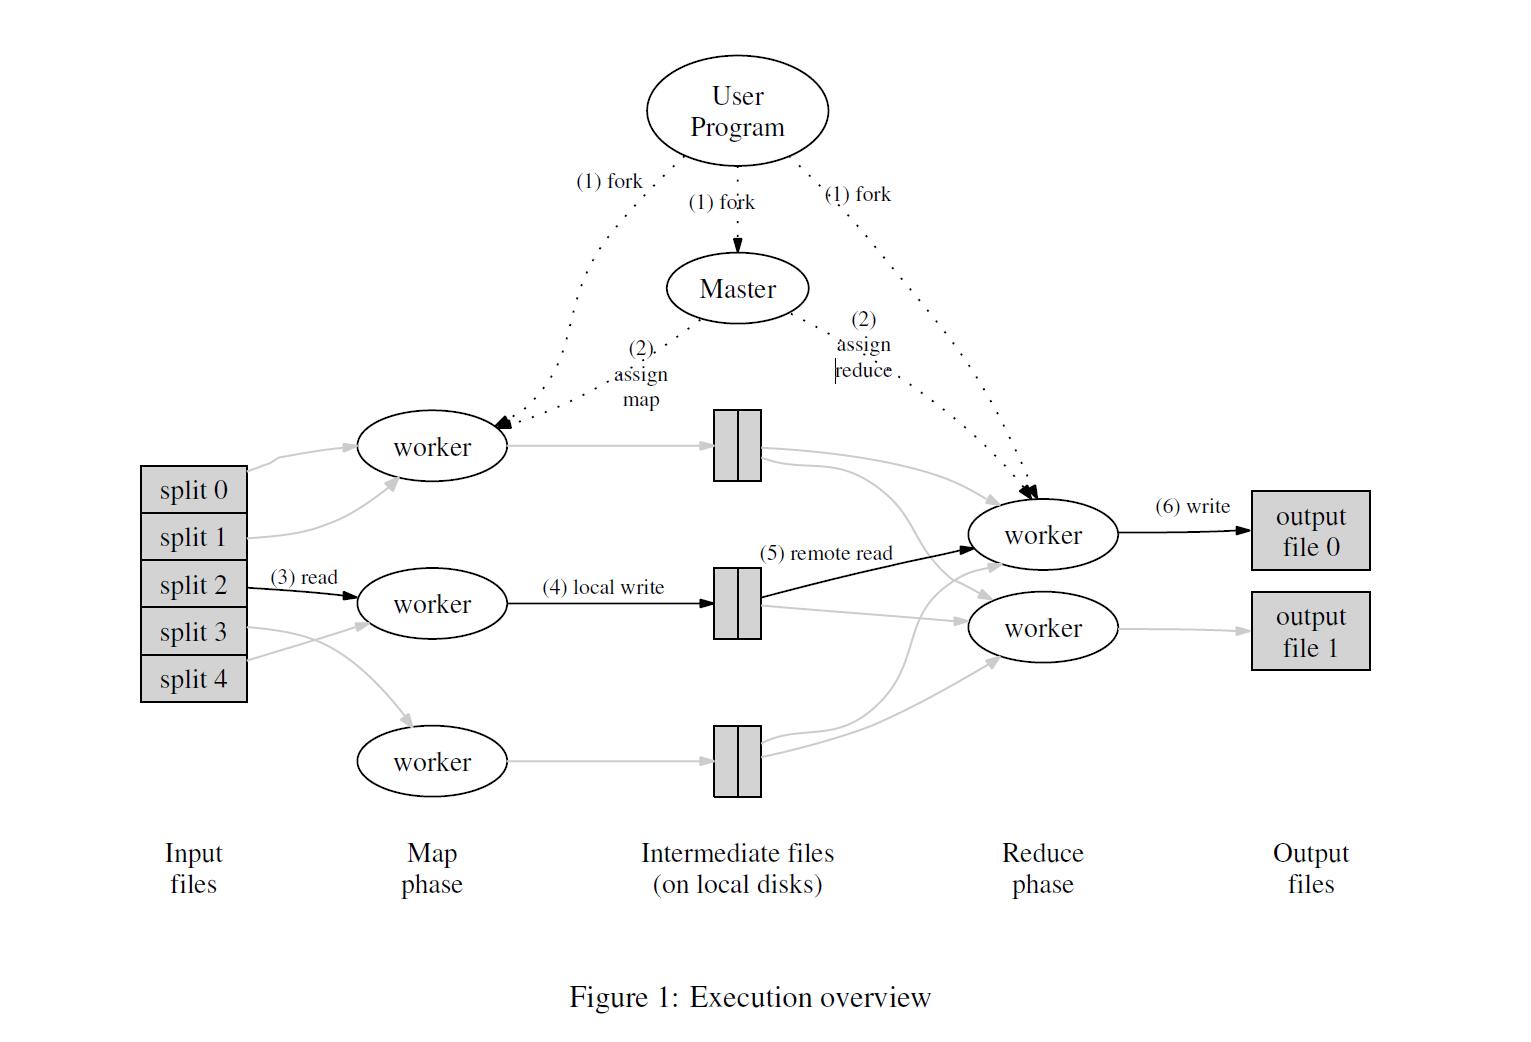 User
Program
(1) fork
(1) fork
(1) fork
Master
(2)
assign
map
(2)
assign
reduce
worker
split 0
split 1
split 2
split 3
split 4
(3) read
worker
(4) local write
worker
(5) remote read
worker
worker
(6) write
output
file 0
output
file 1
Input
files
Map
phase
Intermediate files
(on local disks)
Reduce
phase
Output
files
Figure 1: Execution overview